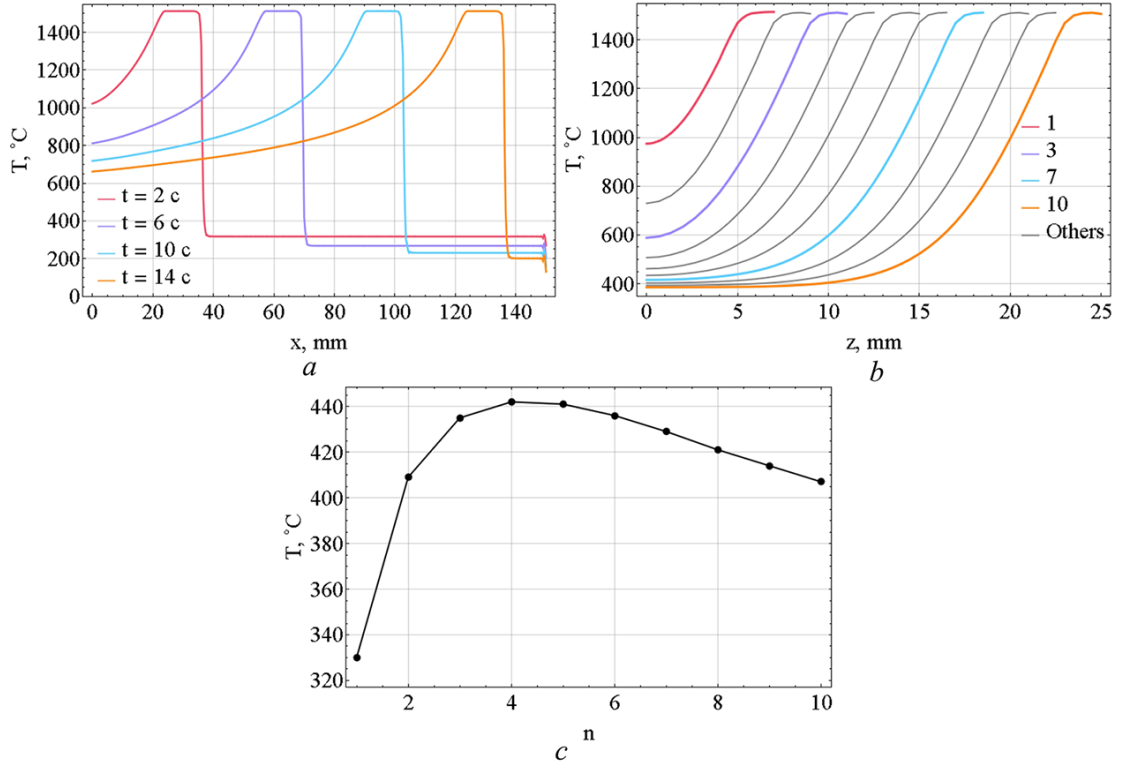 T, °C
1400
1200
1000
800
600
400
200
0
t = 2 c
t = 6 c
t = 10 c
t = 14 c
0 20 40 60 80 100 120 140
x, mm
a
T, °C
1400
1200
1000
800
600
400
1
3
7
10
Others
0 5 10 15 20 25
z, mm
b
T, °C
440
420
400
380
360
340
320
2 4 6 8 10
n
c